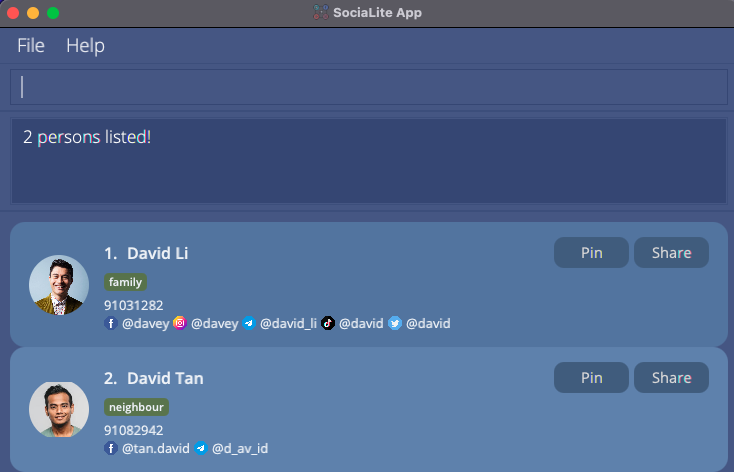 SociaLite App
File Help
2 persons listed!
1. David Li
Pin Share
family
91031282
@davey @davey @david_li @david @david
2. David Tan
Pin Share
neighbour
91082942
@tan.david @d_av_id